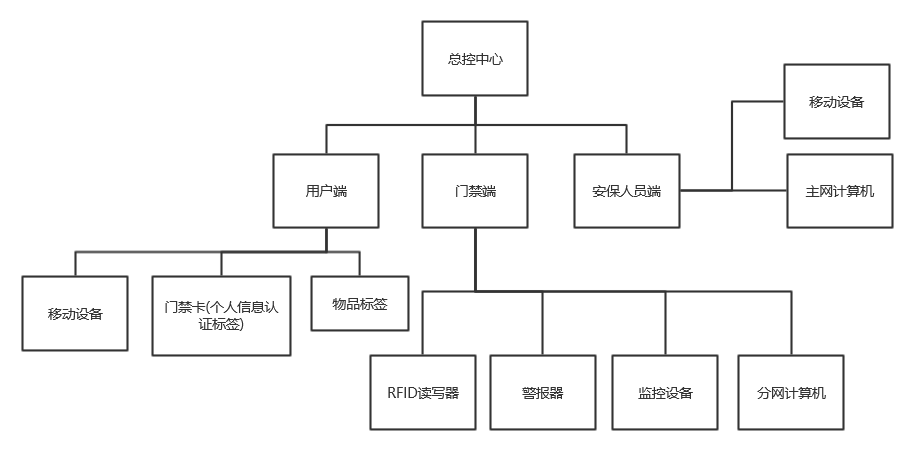 总控中心
移动设备
用户端
门禁端
安保人员端
主网计算机
移动设备
门禁卡(个人信息认
证标签)
物品标签
RFID读写器
警报器
监控设备
分网计算机